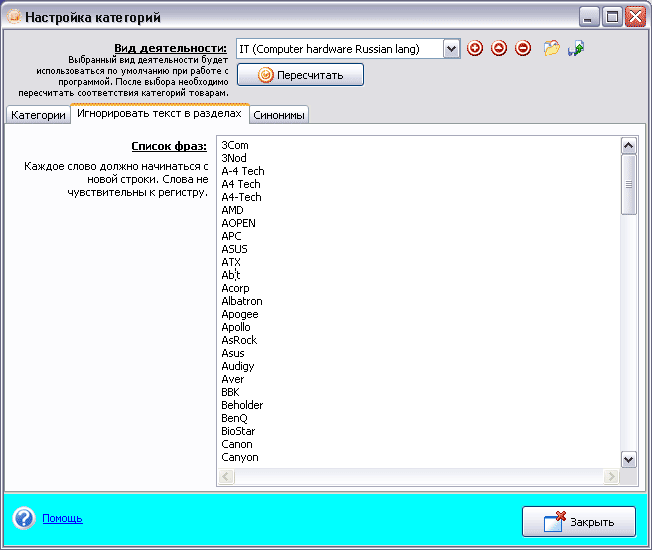 Настройка категорий
Вид деятельности:
IT (Computer hardware Russian lang)
Выбранный вид деятельности будет
использоваться по умолчанию при работе с
программой. После выбора необходимо
пересчитать соответствия категорий товарам.
Пересчитать
Категории
Игнорировать текст в разделах
Синонимы
Список фраз:
Каждое слово должно начинаться с
новой строки. Слова не
чувствительны к регистру.
3Com
3Nod
A-4 Tech
A4 Tech
A4-Tech
AMD
AOPEN
APC
ASUS
ATX
Abit
Acorp
Albatron
Apogee
Apollo
AsRock
Asus
Audigy
Aver
BBK
Beholder
BenQ
BioStar
Canon
Canyon
Помощь
Закрыть